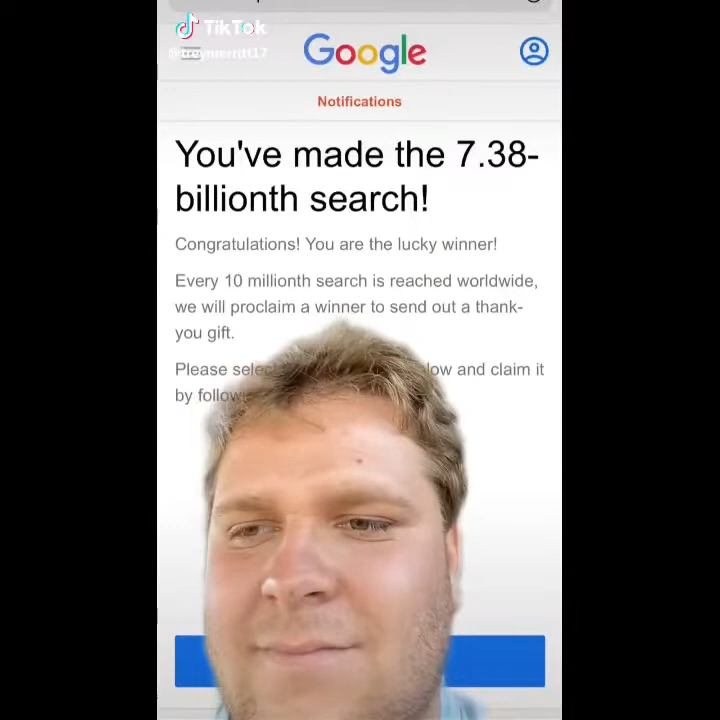 TikTok
@treymerritt17
Google
Notifications
You've made the 7.38-
billionth search!
Congratulations! You are the lucky winner!
Every 10 millionth search is reached worldwide,
we will proclaim a winner to send out a thank-
you gift.
Please select low and claim it
by follow